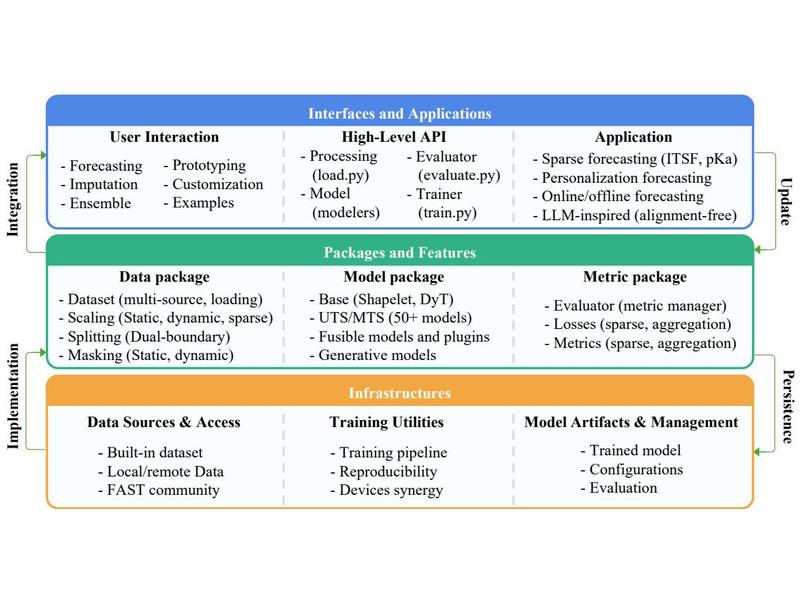 Interfaces and Applications
User Interaction
- Forecasting
- Imputation
- Ensemble
- Prototyping
- Customization
- Examples
High-Level API
- Processing
(load.py)
- Model
(modelers)
- Evaluator
(evaluate.py)
- Trainer
(train.py)
Application
- Sparse forecasting (ITSF, pKa)
- Personalization forecasting
- Online/offline forecasting
- LLM-inspired (alignment-free)
Integration
Update
Packages and Features
Data package
- Dataset (multi-source, loading)
- Scaling (Static, dynamic, sparse)
- Splitting (Dual-boundary)
- Masking (Static, dynamic)
Model package
- Base (Shapelet, DyT)
- UTS/MTS (50+ models)
- Fusible models and plugins
- Generative models
Metric package
- Evaluator (metric manager)
- Losses (sparse, aggregation)
- Metrics (sparse, aggregation)
Implementation
Persistence
Infrastructures
Data Sources & Access
- Built-in dataset
- Local/remote Data
- FAST community
Training Utilities
- Training pipeline
- Reproducibility
- Devices synergy
Model Artifacts & Management
- Trained model
- Configurations
- Evaluation